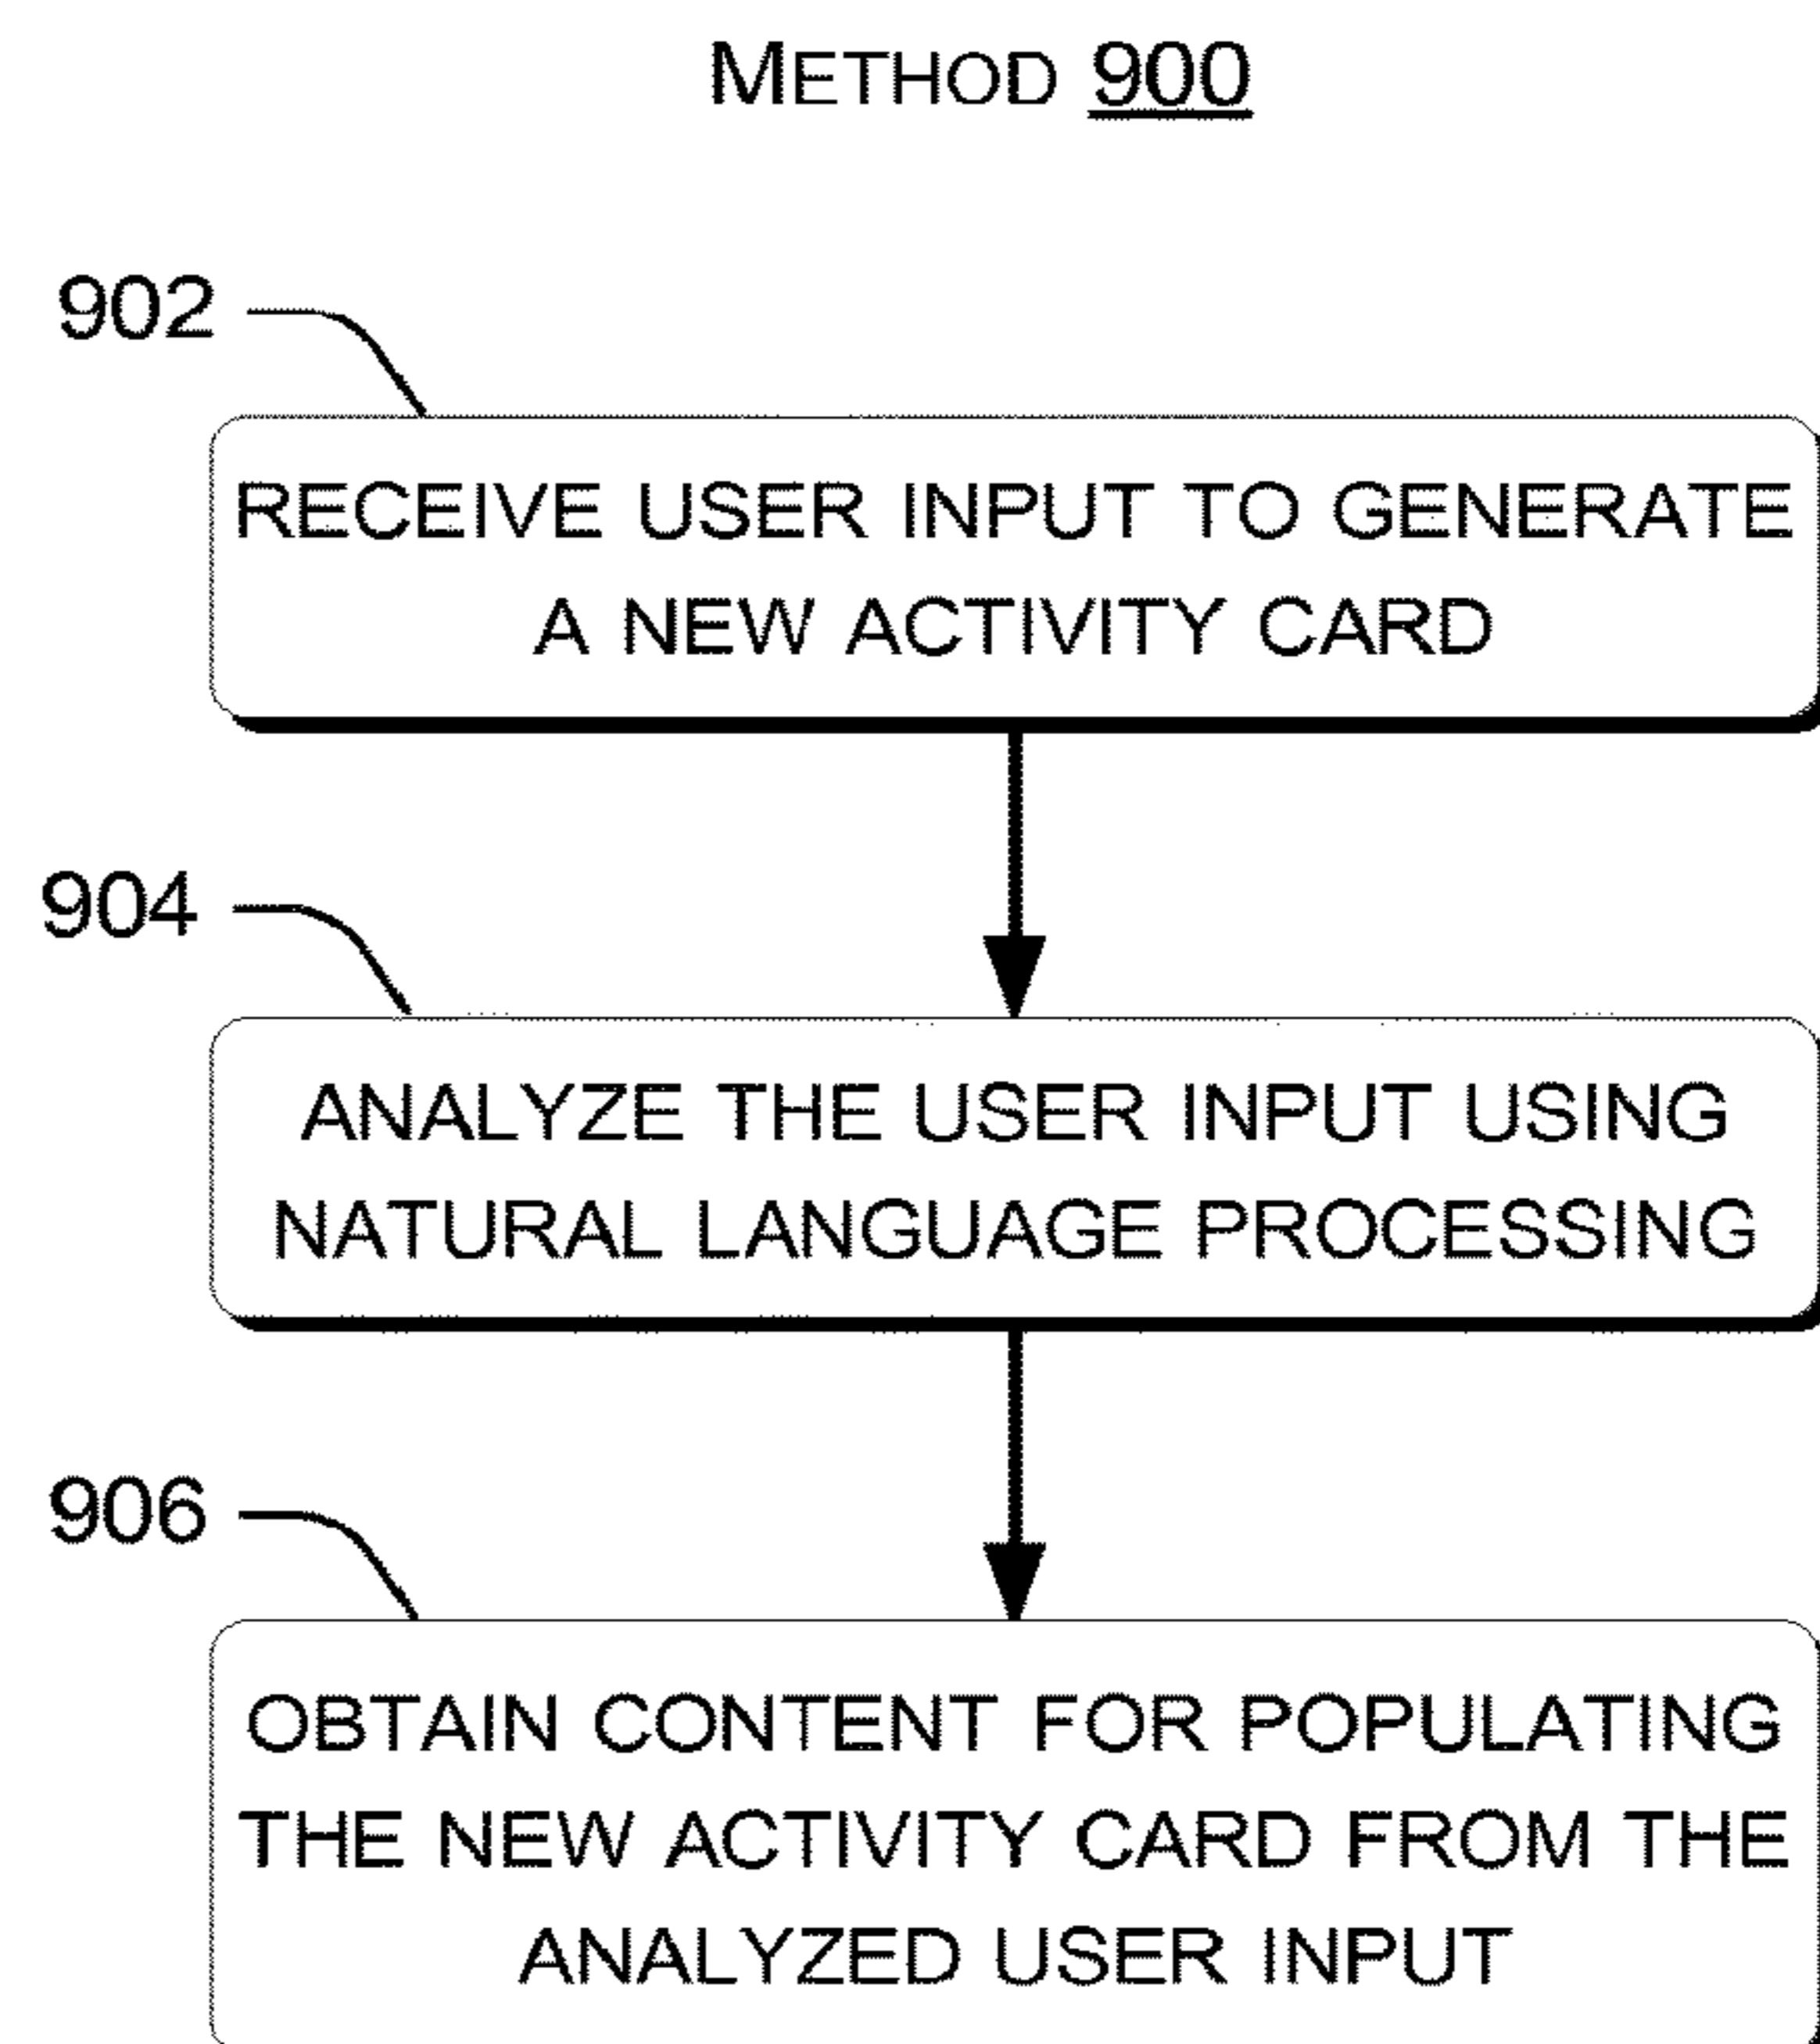 METHOD 900
902
RECEIVE USER INPUT TO GENERATE
A NEW ACTIVITY CARD
904
ANALYZE THE USER INPUT USING
NATURAL LANGUAGE PROCESSING
906
OBTAIN CONTENT FOR POPULATING
THE NEW ACTIVITY CARD FROM THE
ANALYZED USER INPUT